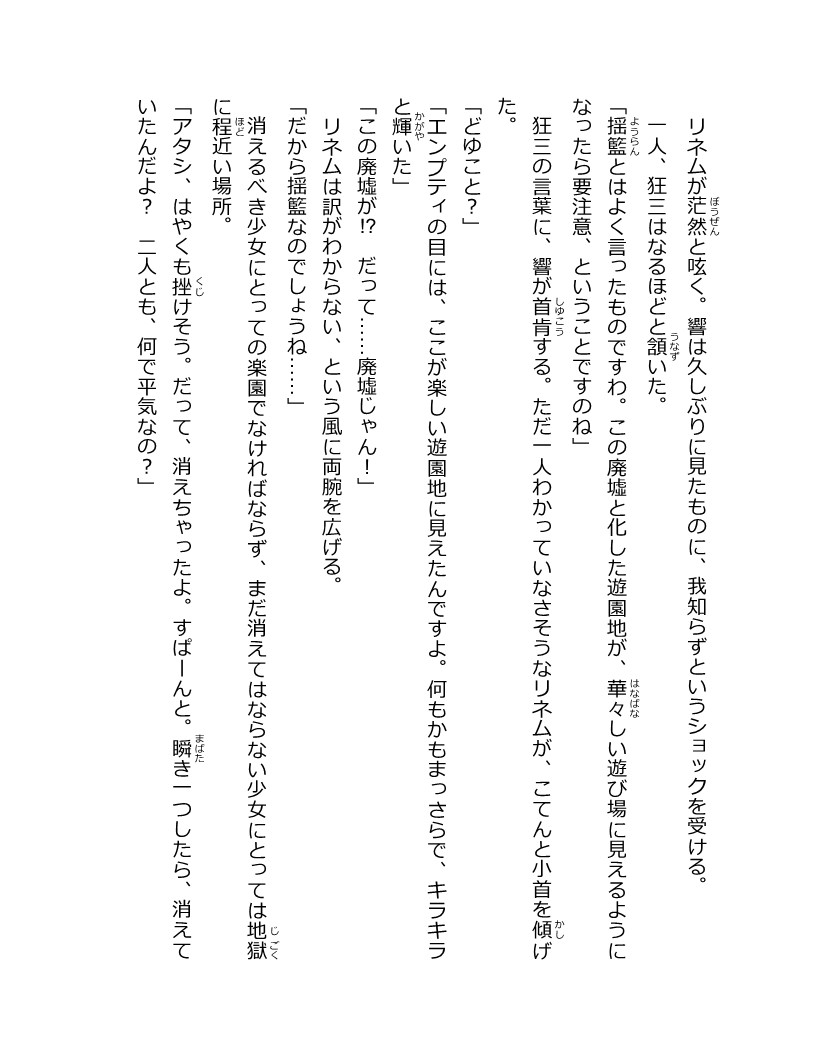 リネムが茫然と呟く。響は久しぶりに見たものに、我知らずというショックを受ける。
一人、狂三はなるほどと頷いた。
「揺籃とはよく言ったものですわ。この廃墟と化した遊園地が、華々しい遊び場に見えるように
なったら要注意、ということですのね」
狂三の言葉に、響が首肯する。ただ一人わかっていなさそうなリネムが、こてんと小首を傾げ
た。
「どゆこと？」
「エンプティの目には、ここが楽しい遊園地に見えたんですよ。何もかもまっさらで、キラキラ
と輝いた」
「この廃墟が!?　だって……廃墟じゃん！」
リネムは訳がわからない、という風に両腕を広げる。
「だから揺籃なのでしょうね……」
消えるべき少女にとっての楽園でなければならず、まだ消えてはならない少女にとっては地獄
に程近い場所。
「アタシ、はやくも挫けそう。だって、消えちゃったよ。すぱーんと。瞬き一つしたら、消えて
いたんだよ？　二人とも、何で平気なの？」